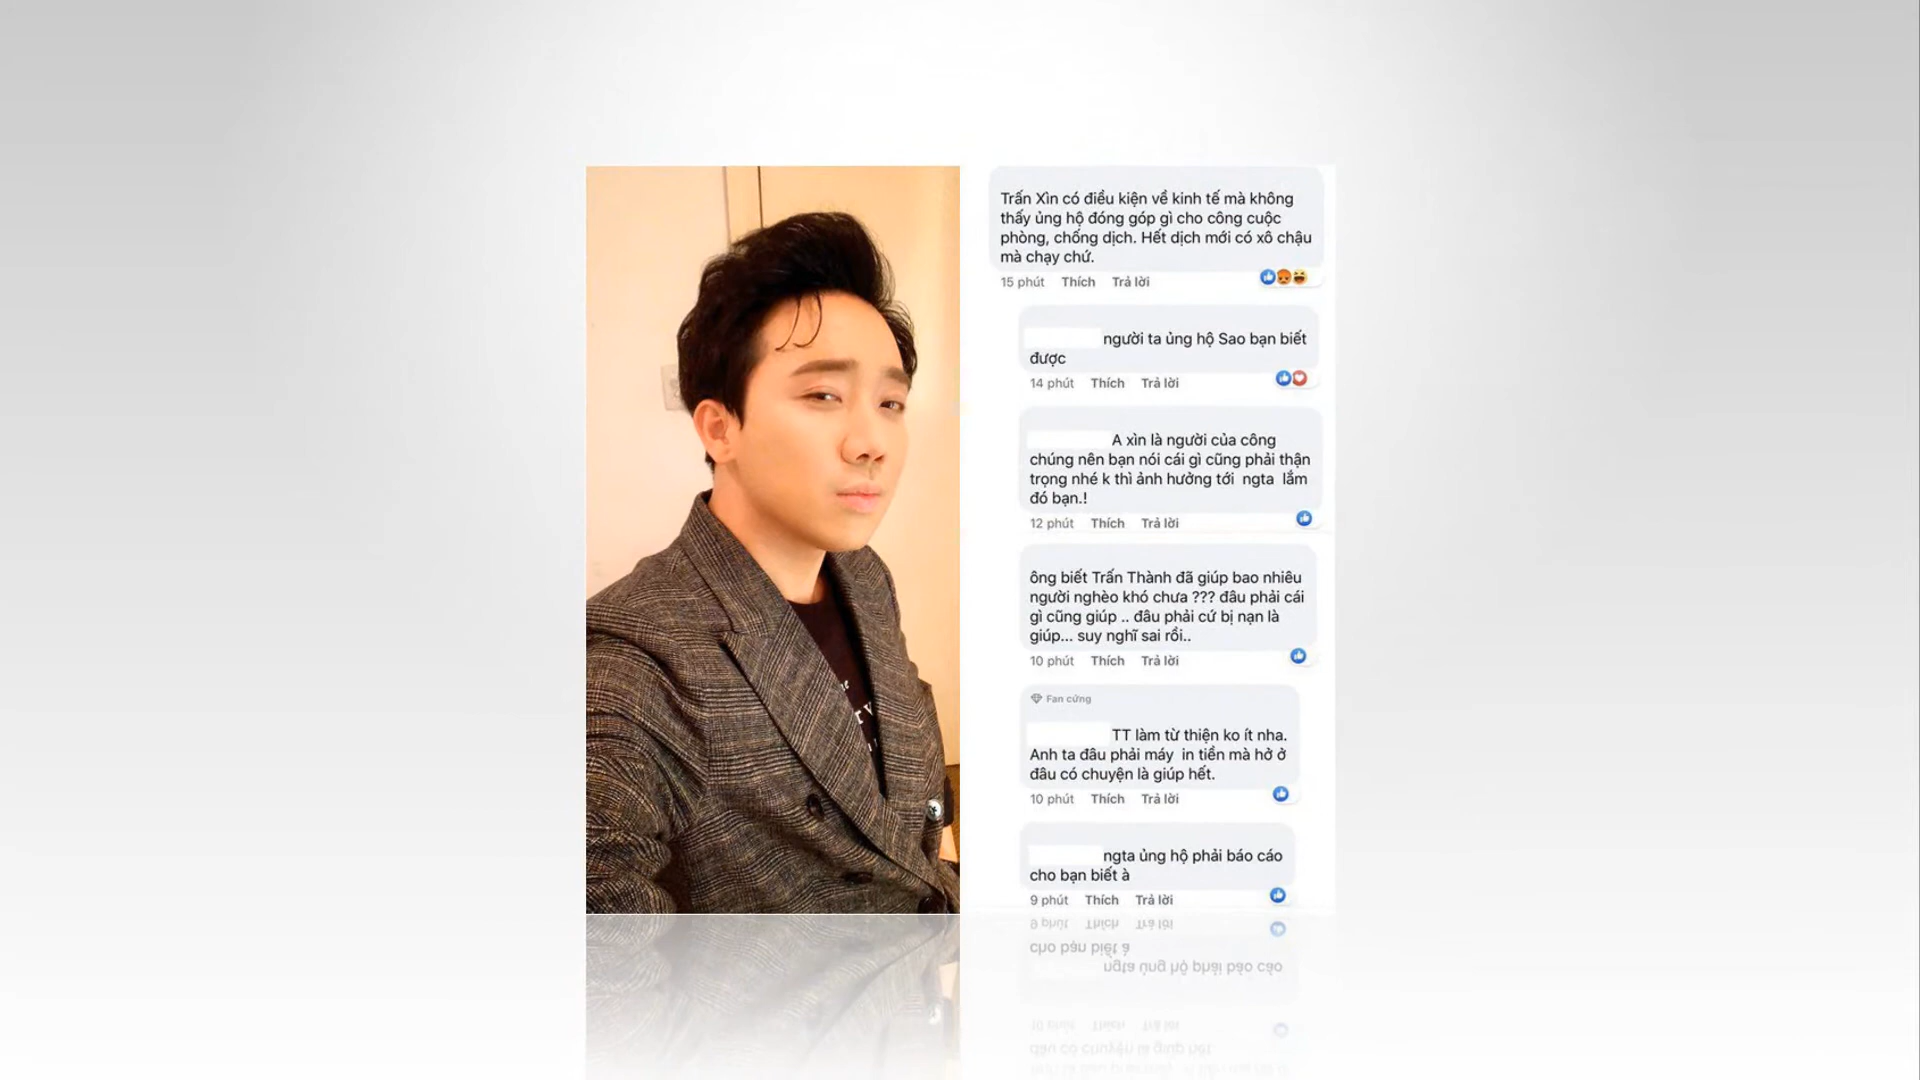 Trấn Xìn có điều kiện về kinh tế mà không
thấy ủng hộ đóng góp gì cho công cuộc
phòng, chống dịch. Hết dịch mới có xô chậu
mà chạy chứ.
15 phút Thích Trả lời
người ta ủng hộ Sao bạn biết
được
14 phút Thích Trả lời
A xìn là người của công
chúng nên bạn nói cái gì cũng phải thận
trọng nhé k thì ảnh hưởng tới ngta lắm
đó bạn.!
12 phút Thích Trả lời
ông biết Trấn Thành đã giúp bao nhiêu
người nghèo khó chưa ??? đâu phải cái
gì cũng giúp .. đâu phải cứ bị nạn là
giúp... suy nghĩ sai rồi..
10 phút Thích Trả lời
Fan cứng
TT làm từ thiện ko ít nha.
Anh ta đâu phải máy in tiền mà hở ở
đâu có chuyện là giúp hết.
10 phút Thích Trả lời
ngta ủng hộ phải báo cáo
cho bạn biết à
9 phút Thích Trả lời